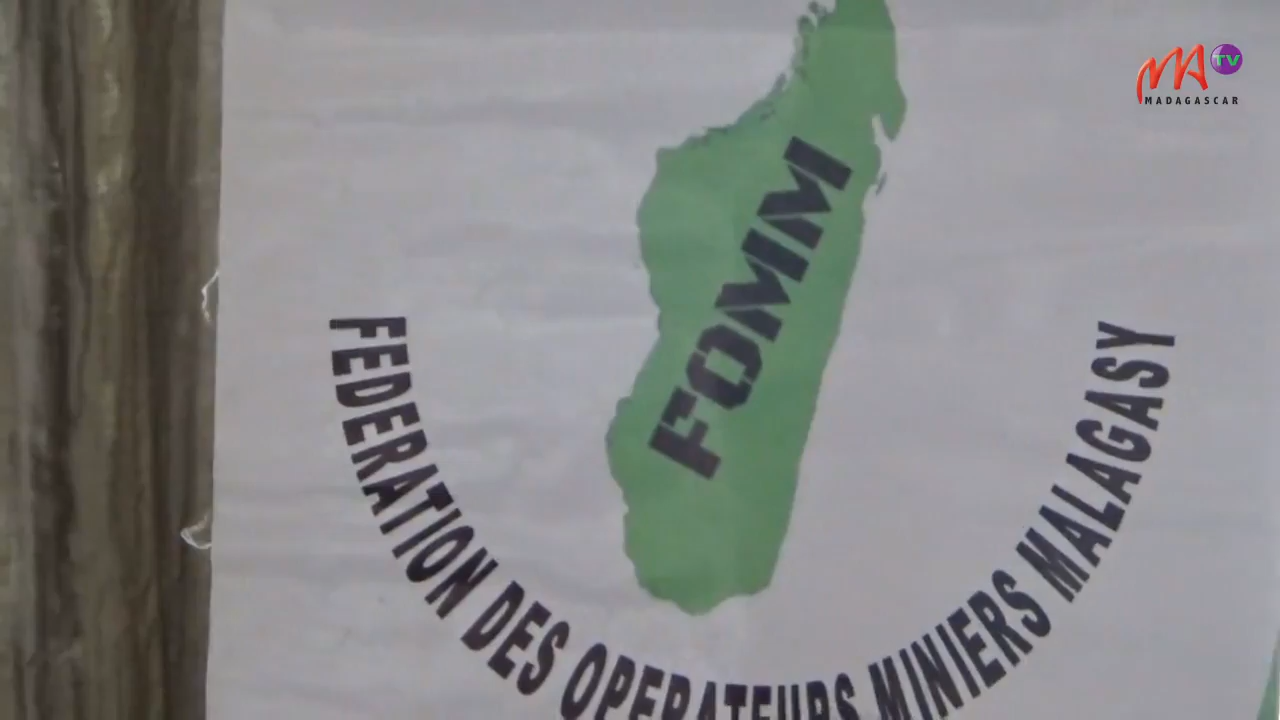 MA TV
MADAGASCAR
FOMM
FEDERATION DES OPERATEURS MINIERS MALAGASY